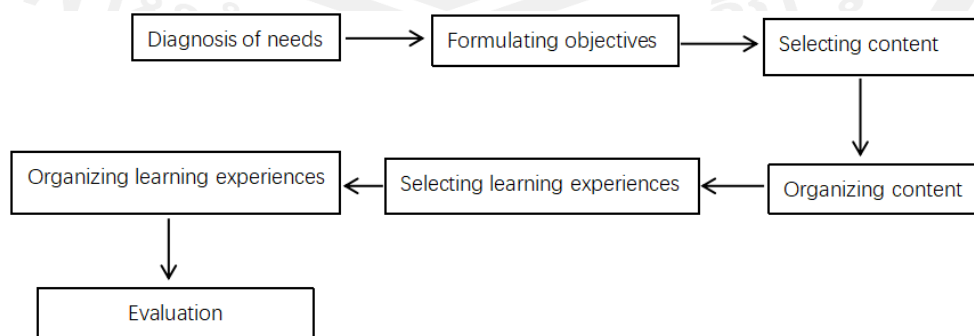 Diagnosis of needs
Formulating objectives
Selecting content
Organizing content
Selecting learning experiences
Organizing learning experiences
Evaluation